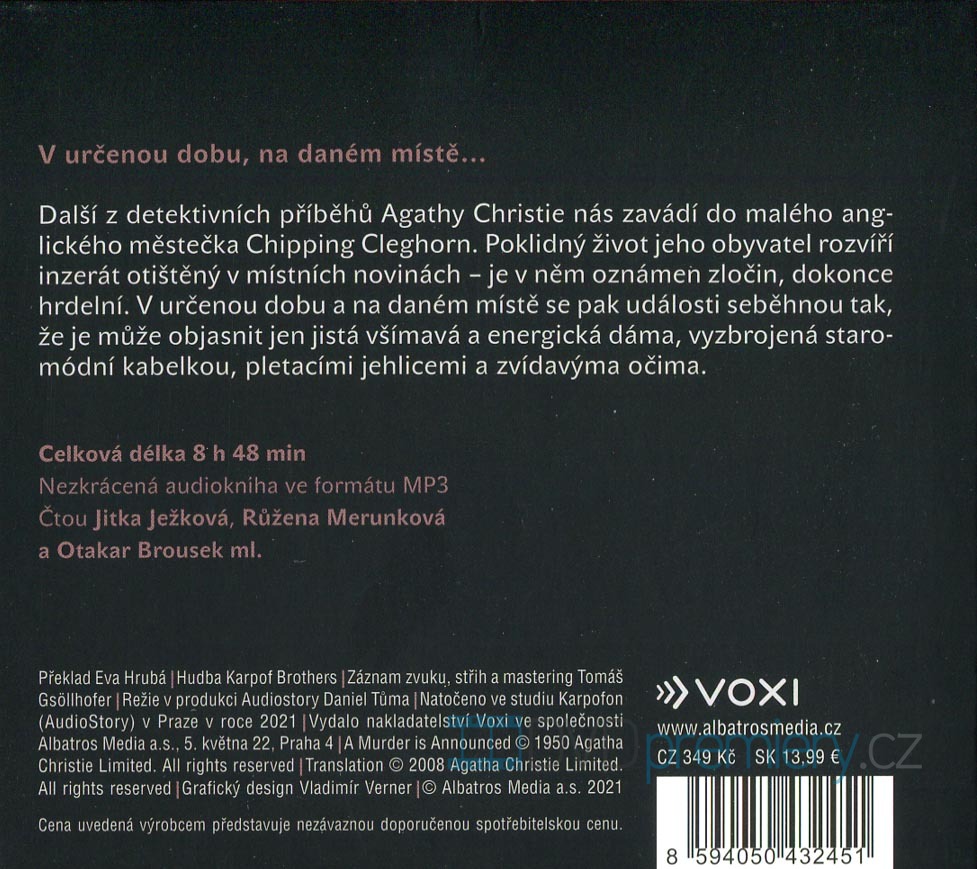 V určenou dobu, na daném místě...
Další z detektivních příběhů Agathy Christie nás zavádí do malého ang-
lického městečka Chipping Cleghorn. Poklidný život jeho obyvatel rozvíří
inzerát otištěný v místních novinách – je v něm oznámen zločin, dokonce
hrdelní. V určenou dobu a na daném místě se pak události seběhnou tak,
že je může objasnit jen jistá všímavá a energická dáma, vyzbrojená staro-
módní kabelkou, pletacími jehlicemi a zvídavýma očima.
Celková délka 8 h 48 min
Nezkrácená audiokniha ve formátu MP3
Čtou Jitka Ježková, Růžena Merunková
a Otakar Brousek ml.
Překlad Eva Hrubá | Hudba Karpof Brothers | Záznam zvuku, střih a mastering Tomáš
Gsöllhofer | Režie v produkci Audiostory Daniel Tůma | Natočeno ve studiu Karpofon
(AudioStory) v Praze v roce 2021 | Vydalo nakladatelství Voxi ve společnosti
Albatros Media a.s., 5. května 22, Praha 4 | A Murder is Announced © 1950 Agatha
Christie Limited. All rights reserved | Translation © 2008 Agatha Christie Limited.
All rights reserved | Grafický design Vladimír Verner | © Albatros Media a.s. 2021
Cena uvedená výrobcem představuje nezávaznou doporučenou spotřebitelskou cenu.
VOXI
www.albatrosmedia.cz
premiery.cz
CZ 349 Kč | SK 13,99 €
8 594050 432451